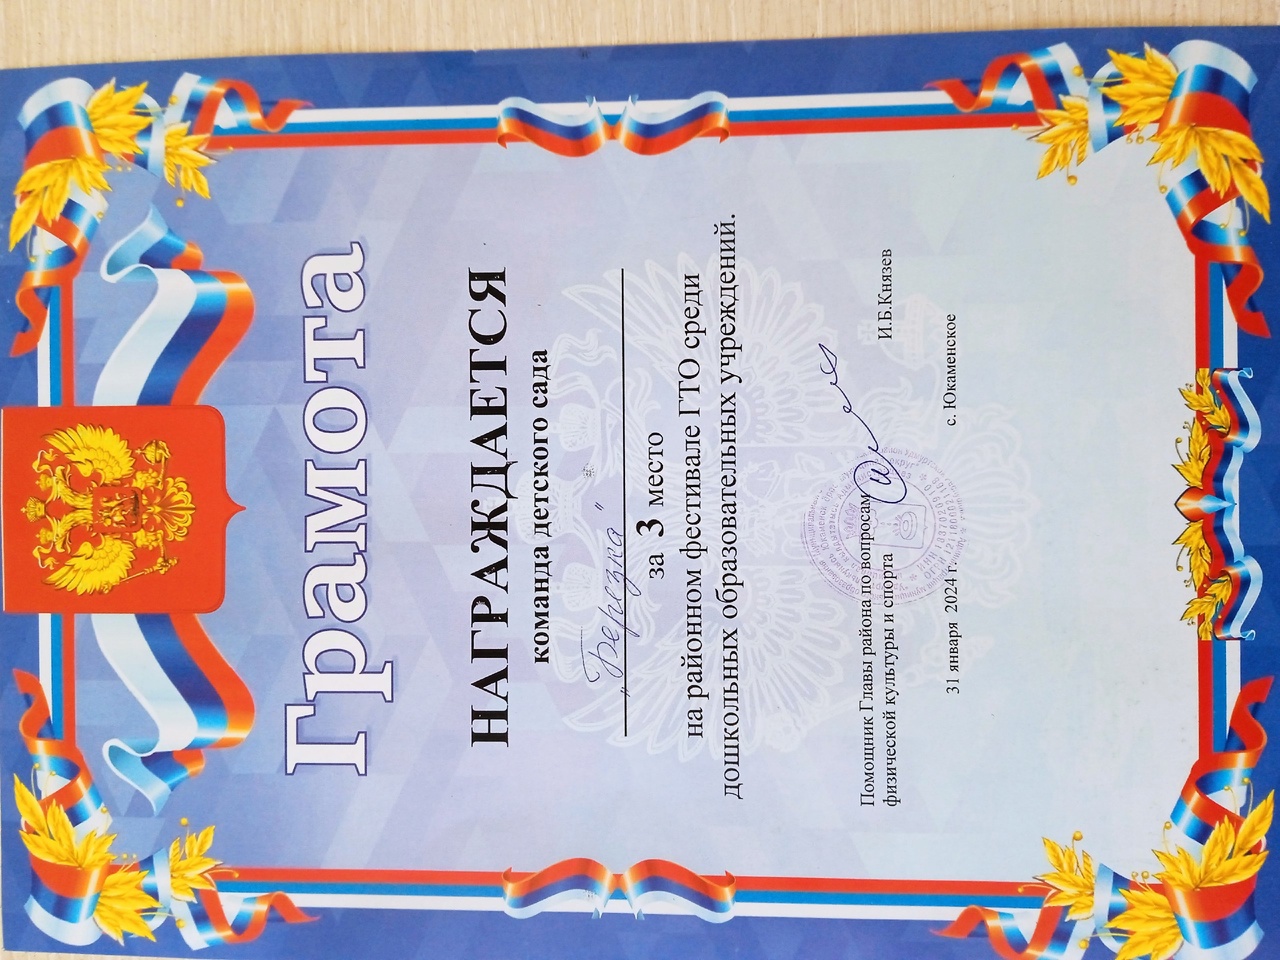 Грамота
НАГРАЖДАЕТСЯ
команда детского сада
"Березка"
за 3 место
на районном фестивале ГТО среди
дошкольных образовательных учреждений.
Помощник Главы района по вопросам
физической культуры и спорта
И.Б.Князев
31 января 2024 г.
с. Юкаменское